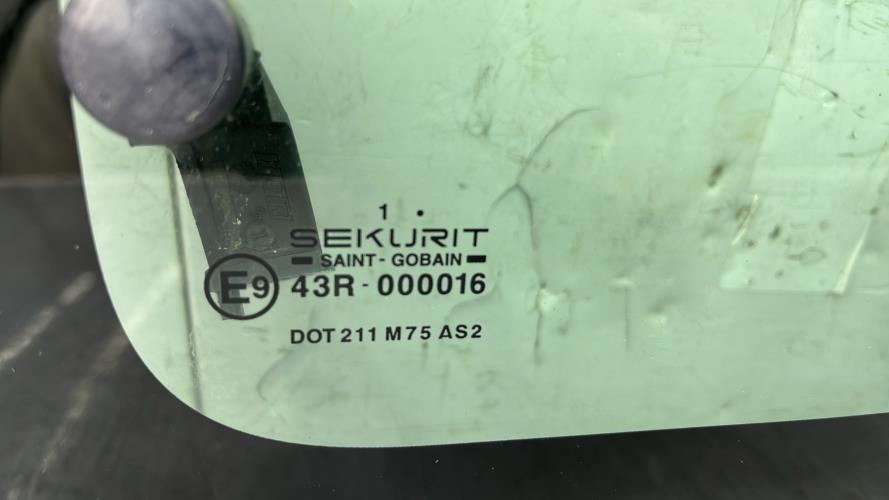 1 .
SEKURIT
SAINT - GOBAIN
E9 43R - 000016
DOT 211 M75 AS2